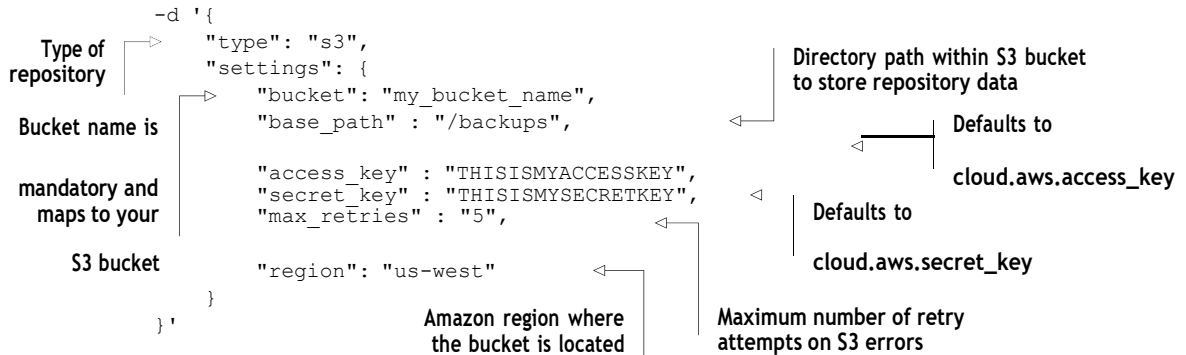 -d '{
Type of
repository
"type": "s3",
"settings": {
"bucket": "my_bucket_name",
"base_path" : "/backups",
Directory path within S3 bucket
to store repository data
Bucket name is
mandatory and
maps to your
S3 bucket
"access_key" : "THISISMYACCESSKEY",
"secret_key" : "THISISMYSECRETKEY",
"max_retries" : "5",
Defaults to
cloud.aws.access_key
Defaults to
cloud.aws.secret_key
"region": "us-west"
}
}'
Amazon region where
the bucket is located
Maximum number of retry
attempts on S3 errors